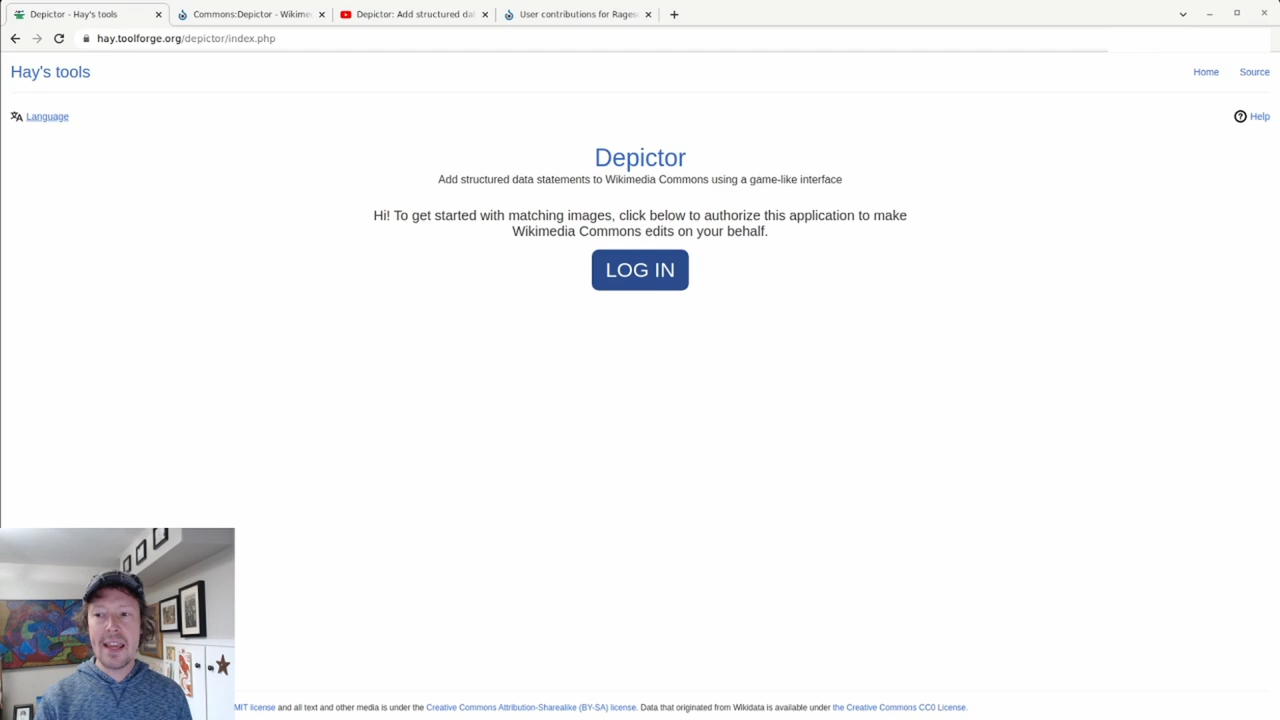 Depictor - Hay's tools
Commons:Depictor - Wikime
Depictor: Add structured dat
User contributions for Rages
hay.toolforge.org/depictor/index.php
Hay's tools
Home
Source
Language
Help
Depictor
Add structured data statements to Wikimedia Commons using a game-like interface
Hi! To get started with matching images, click below to authorize this application to make
Wikimedia Commons edits on your behalf.
LOG IN
MIT license and all text and other media is under the Creative Commons Attribution-Sharealike (BY-SA) license. Data that originated from Wikidata is available under the Creative Commons CC0 License.